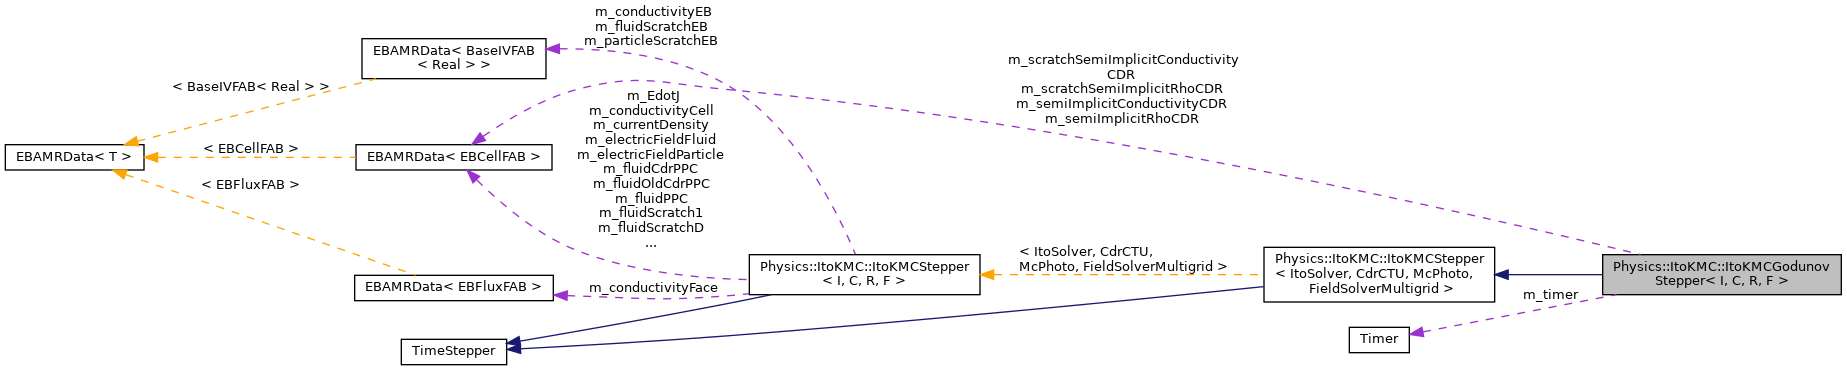 m_conductivityEB
m_fluidScratchEB
m_particleScratchEB
EBAMRData< BaseIVFAB
< Real > >
< BaseIVFAB< Real > >
m_scratchSemiImplicitConductivity
CDR
m_scratchSemiImplicitRhoCDR
m_semiImplicitConductivityCDR
m_semiImplicitRhoCDR
m_EdotJ
m_conductivityCell
m_currentDensity
m_electricFieldFluid
m_electricFieldParticle
m_fluidCdrPPC
m_fluidOldCdrPPC
m_fluidPPC
m_fluidScratch1
m_fluidScratchD
...
EBAMRData< T >
< EBCellFAB >
EBAMRData< EBCellFAB >
< EBFluxFAB >
EBAMRData< EBFluxFAB >
m_conductivityFace
Physics::ItoKMC::ItoKMCStepper
< I, C, R, F >
< ItoSolver, CdrCTU,
McPhoto, FieldSolverMultigrid >
Physics::ItoKMC::ItoKMCStepper
< ItoSolver, CdrCTU, McPhoto,
FieldSolverMultigrid >
Physics::ItoKMC::ItoKMCGodunov
Stepper< I, C, R, F >
m_timer
Timer
TimeStepper